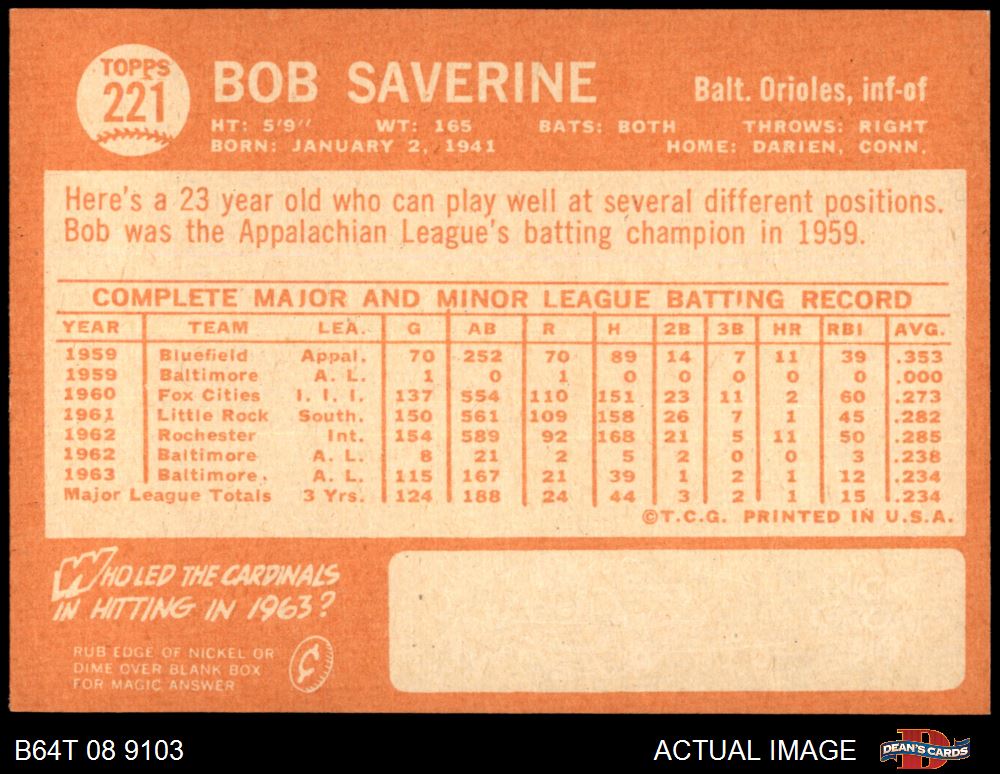 TOPPS
221
BOB SAVERINE
Balt. Orioles, inf-of
HT: 5'9" WT: 165 BATS: BOTH THROWS: RIGHT
BORN: JANUARY 2, 1941 HOME: DARIEN, CONN.
Here's a 23 year old who can play well at several different positions.
Bob was the Appalachian League's batting champion in 1959.
COMPLETE MAJOR AND MINOR LEAGUE BATTING RECORD
YEAR TEAM LEA. G AB R H 2B 3B HR RBI AVG.
1959 Bluefield Appal. 70 252 70 89 14 7 11 39 .353
1959 Baltimore A. L. 1 0 1 0 0 0 0 0 .000
1960 Fox Cities I. I. I. 137 554 110 151 23 11 2 60 .273
1961 Little Rock South. 150 561 109 158 26 7 1 45 .282
1962 Rochester Int. 154 589 92 168 21 5 11 50 .285
1962 Baltimore A. L. 8 21 2 5 2 0 0 3 .238
1963 Baltimore. A. L. 115 167 21 39 1 2 1 12 .234
Major League Totals 3 Yrs. 124 188 24 44 3 2 1 15 .234
©T.C.G. PRINTED IN U.S.A.
WHO LED THE CARDINALS
IN HITTING IN 1963?
RUB EDGE OF NICKEL OR
DIME OVER BLANK BOX
FOR MAGIC ANSWER
B64T 08 9103
ACTUAL IMAGE
DEAN'S CARDS